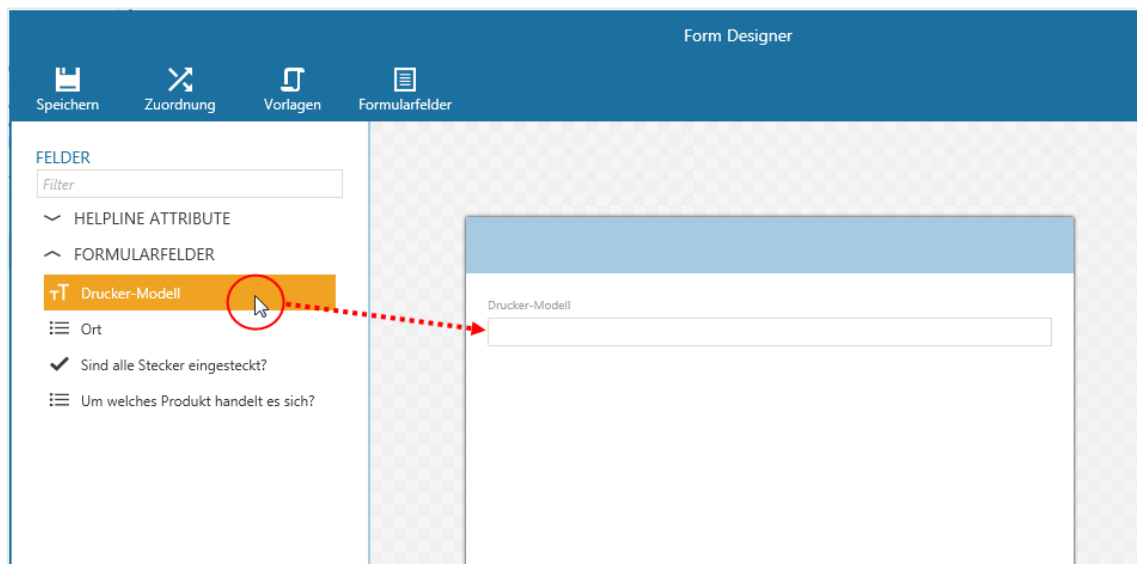 Form Designer
Speichern
Zuordnung
Vorlagen
Formularfelder
FELDER
Filter
HELPLINE ATTRIBUTE
FORMULARFELDER
Drucker-Modell
Ort
Sind alle Stecker eingesteckt?
Um welches Produkt handelt es sich?
Drucker-Modell